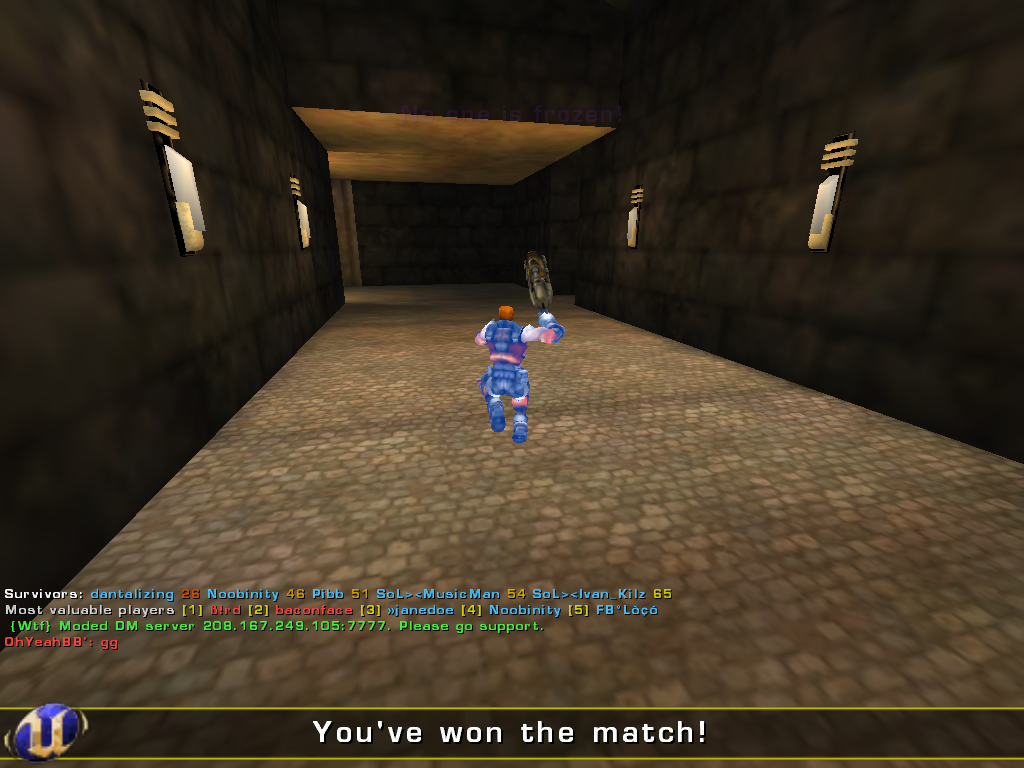 No one is frozen!
Survivors: dantalizing 26 Noobinity 46 Pibb 51 SoL><MusicMan 54 SoL><Ivan_Kilz 65
Most valuable players [1] [2] baconface [3] »janedoe [4] Noobinity [5] FB°Lòçó
{Wtf} Moded DM server 208.167.249.105:7777. Please go support.
OhYeahBB': gg
You've won the match!